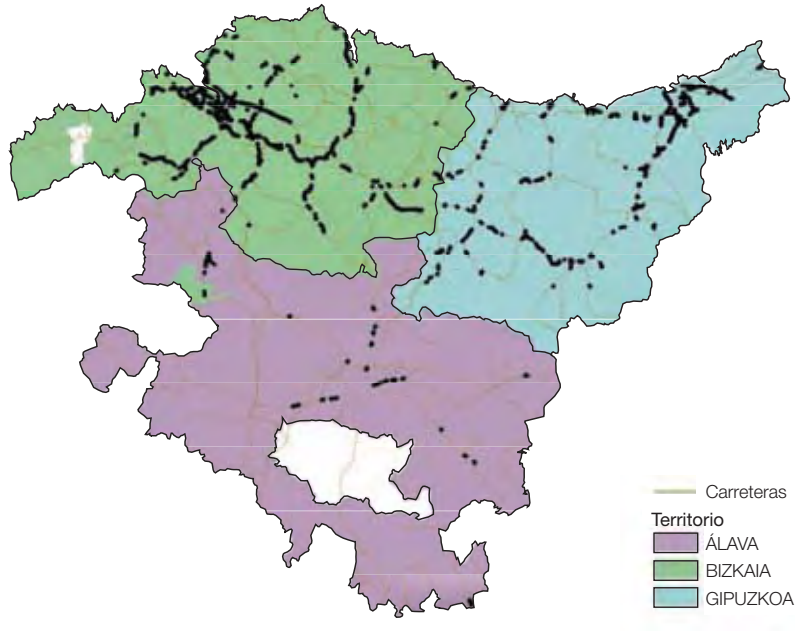 Carreteras
Territorio
ÁLAVA
BIZKAIA
GIPUZKOA